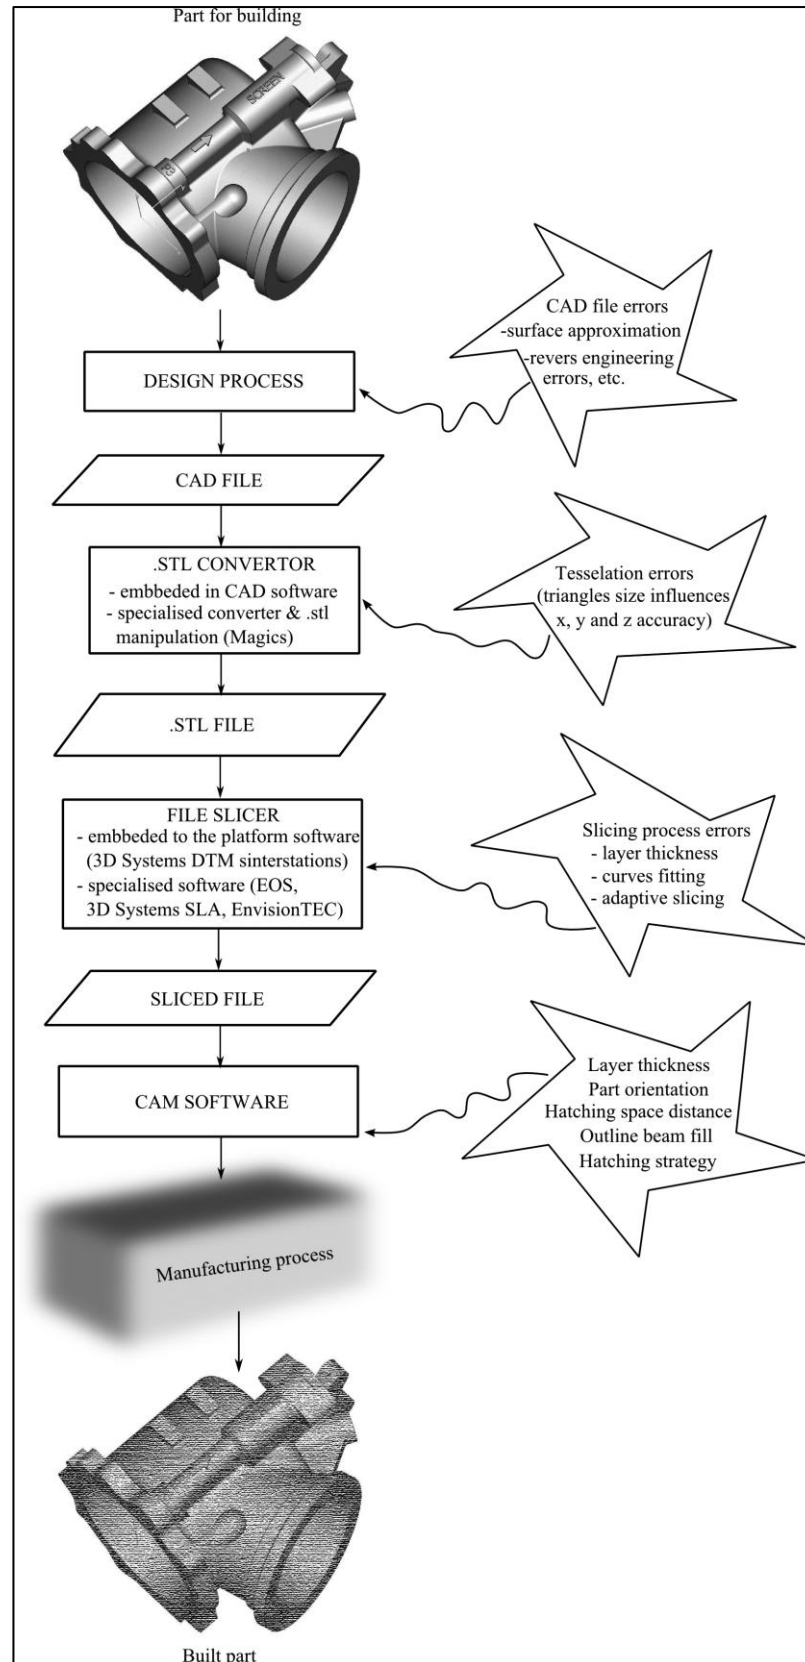 Part for building
SCREEN
CAD file errors
-surface approximation
-revers engineering
errors, etc.
DESIGN PROCESS
CAD FILE
.STL CONVERTOR
- embbeded in CAD software
- specialised converter & .stl
manipulation (Magics)
Tesselation errors
(triangles size influences
x, y and z accuracy)
.STL FILE
FILE SLICER
- embbeded to the platform software
(3D Systems DTM sinterstations)
- specialised software (EOS,
3D Systems SLA, EnvisionTEC)
Slicing process errors
- layer thickness
- curves fitting
- adaptive slicing
SLICED FILE
CAM SOFTWARE
Layer thickness
Part orientation
Hatching space distance
Outline beam fill
Hatching strategy
Manufacturing process
Built part